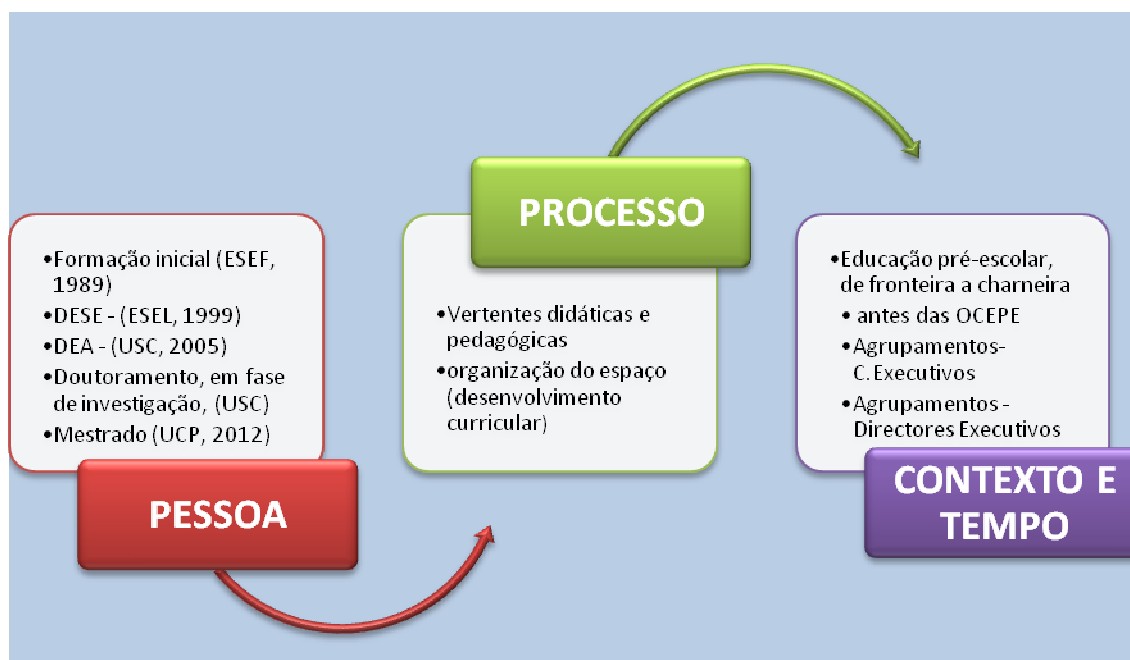 •Formação inicial (ESEF,
1989)
•DESE - (ESEL, 1999)
•DEA - (USC, 2005)
•Doutoramento, em fase
de investigação, (USC)
•Mestrado (UCP, 2012)
PESSOA
PROCESSO
•Vertentes didáticas e
pedagógicas
•organização do espaço
(desenvolvimento
curricular)
•Educação pré-escolar,
de fronteira a charneira
• antes das OCEPE
•Agrupamentos-
C.Executivos
•Agrupamentos -
Directores Executivos
CONTEXTO E
TEMPO